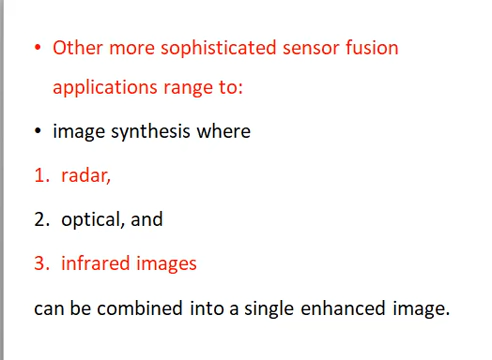 • Other more sophisticated sensor fusion
applications range to:
• image synthesis where
1. radar,
2. optical, and
3. infrared images
can be combined into a single enhanced image.